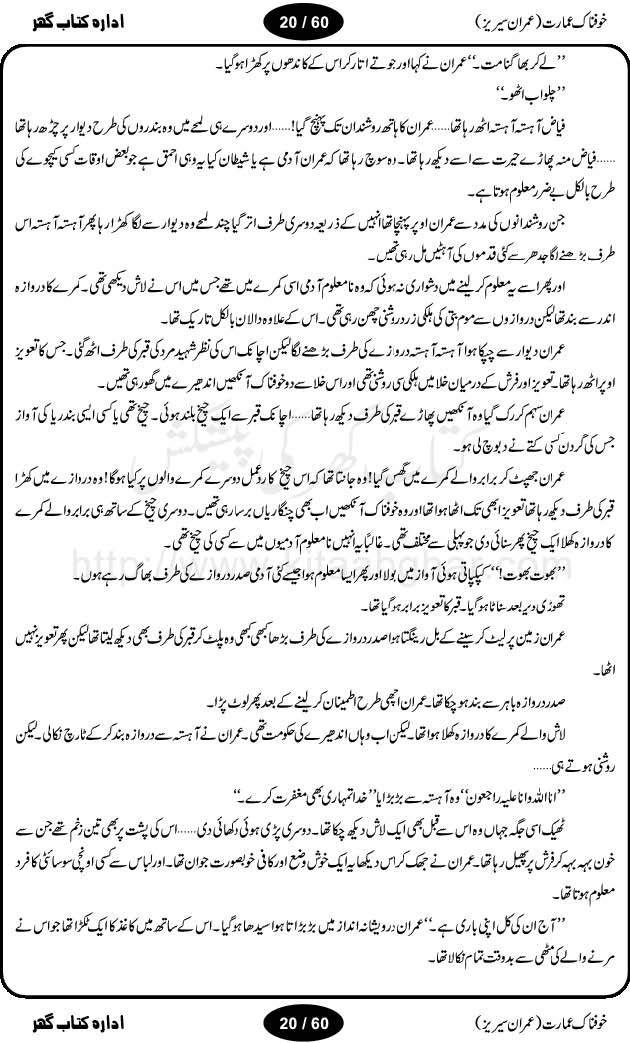 خوفناک عمارت (عمران سیریز)
20 / 60
ادارہ کتاب گھر
’’لے کر بھاگنا مت۔‘‘ عمران نے کہا اور جوتے اتار کر اس کے کاندھوں پر کھڑا ہو گیا۔
’’چلو اب اٹھو۔‘‘
فیاض آہستہ آہستہ اٹھ رہا تھا......عمران کا ہاتھ روشندان تک پہنچ گیا!......اور دوسرے ہی لمحے میں وہ بندروں کی طرح دیوار پر چڑھ رہا تھا
......فیاض منہ پھاڑے حیرت سے اسے دیکھ رہا تھا۔ وہ سوچ رہا تھا کہ عمران آدمی ہے یا شیطان کیا یہ وہی احمق ہے جو بعض اوقات کسی کیچوے کی
طرح بالکل بے ضرر معلوم ہوتا ہے۔
جن روشندانوں کی مدد سے عمران اوپر پہنچا تھا انہیں کے ذریعہ دوسری طرف اتر گیا چند لمحے وہ دیوار سے لگا کھڑا رہا پھر آہستہ آہستہ اس
طرف بڑھنے لگا جدھر سے کئی قدموں کی آہٹیں مل رہی تھیں۔
اور پھر اسے یہ معلوم کر لینے میں دشواری نہ ہوئی کہ وہ نا معلوم آدمی اسی کمرے میں تھے جس میں اس نے لاش دیکھی تھی۔ کمرے کا دروازہ
اندر سے بند تھا لیکن دروازوں سے موم بتی کی ہلکی زرد روشنی چھن رہی تھی۔ اس کے علاوہ دالان بالکل تاریک تھا۔
عمران دیوار سے چپکا ہوا آہستہ آہستہ دروازے کی طرف بڑھنے لگا لیکن اچانک اس کی نظر شہید مرد کی قبر کی طرف اٹھ گئی۔ جس کا تعویز
اوپر اٹھ رہا تھا۔ تعویز اور فرش کے درمیان خلا میں ہلکی سی روشنی تھی اور اس خلا سے دو خوفناک آنکھیں اندھیرے میں گھور رہی تھیں۔
عمران سہم کر رک گیا وہ آنکھیں پھاڑے قبر کی طرف دیکھ رہا تھا......اچانک قبر سے ایک چیخ بلند ہوئی۔ چیخ تھی یا کسی ایسی بندریا کی آواز
جس کی گردن کسی کتے نے دبوچ لی ہو۔
عمران جھپٹ کر برابر والے کمرے میں گھس گیا! وہ جانتا تھا کہ اس چیخ کا ردعمل دوسرے کمرے والوں پر کیا ہوگا! وہ دروازے میں کھڑا
قبر کی طرف دیکھ رہا تھا تعویز ابھی تک اٹھا ہوا تھا اور وہ خوفناک آنکھیں اب بھی چنگاریاں برسا رہی تھیں۔ دوسری چیخ کے ساتھ ہی برابر والے کمرے
کا دروازہ کھلا ایک چیخ پھر سنائی دی جو پہلی سے مختلف تھی۔ غالباً یہ انہیں نا معلوم آدمیوں میں سے کسی کی چیخ تھی۔
’’بھوت بھوت!‘‘ کوئی کپکپاتی ہوئی آواز میں بولا اور پھر ایسا معلوم ہوا جیسے کئی آدمی صدر دروازے کی طرف بھاگ رہے ہوں۔
تھوڑی دیر بعد سناٹا ہو گیا۔ قبر کا تعویز برابر ہو گیا تھا۔
عمران زمین پر لیٹ کر سینے کے بل رینگتا ہوا صدر دروازے کی طرف بڑھا کبھی کبھی وہ پلٹ کر قبر کی طرف بھی دیکھ لیتا تھا لیکن پھر تعویز نہیں
اٹھا۔
صدر دروازہ باہر سے بند ہو چکا تھا۔ عمران اچھی طرح اطمینان کر لینے کے بعد پھر لوٹ پڑا۔
لاش والے کمرے کا دروازہ کھلا ہوا تھا۔ لیکن اب وہاں اندھیرے کی حکومت تھی۔ عمران نے آہستہ سے دروازہ بند کر کے ٹارچ نکالی۔ لیکن
روشنی ہوتے ہی......
’’انا اللہ وانا علیہ راجعون‘‘ وہ آہستہ سے بڑبڑایا ’’خدا تمہاری بھی مغفرت کرے۔‘‘
ٹھیک اسی جگہ جہاں وہ اس سے قبل بھی ایک لاش دیکھ چکا تھا۔ دوسری پڑی ہوئی دکھائی دی......اس کی پشت پر بھی تین زخم تھے جن سے
خون بہہ بہہ کر فرش پر پھیل رہا تھا۔ عمران نے جھک کر اس دیکھا یہ ایک خوش وضع اور کافی خوبصورت جوان تھا۔ اور لباس سے کسی اونچی سوسائٹی کا فرد
معلوم ہوتا تھا۔
’’آج ان کی کل اپنی باری ہے۔‘‘ عمران درویشانہ انداز میں بڑبڑاتا ہوا سیدھا ہو گیا۔ اس کے ساتھ میں کاغذ کا ایک ٹکڑا تھا جو اس نے
مرنے والے کی مٹھی سے بدوقت تمام نکالا تھا۔
کتاب گھر کی پیشکش
http://www.kitaabghar.com
خوفناک عمارت (عمران سیریز)
20 / 60
ادارہ کتاب گھر